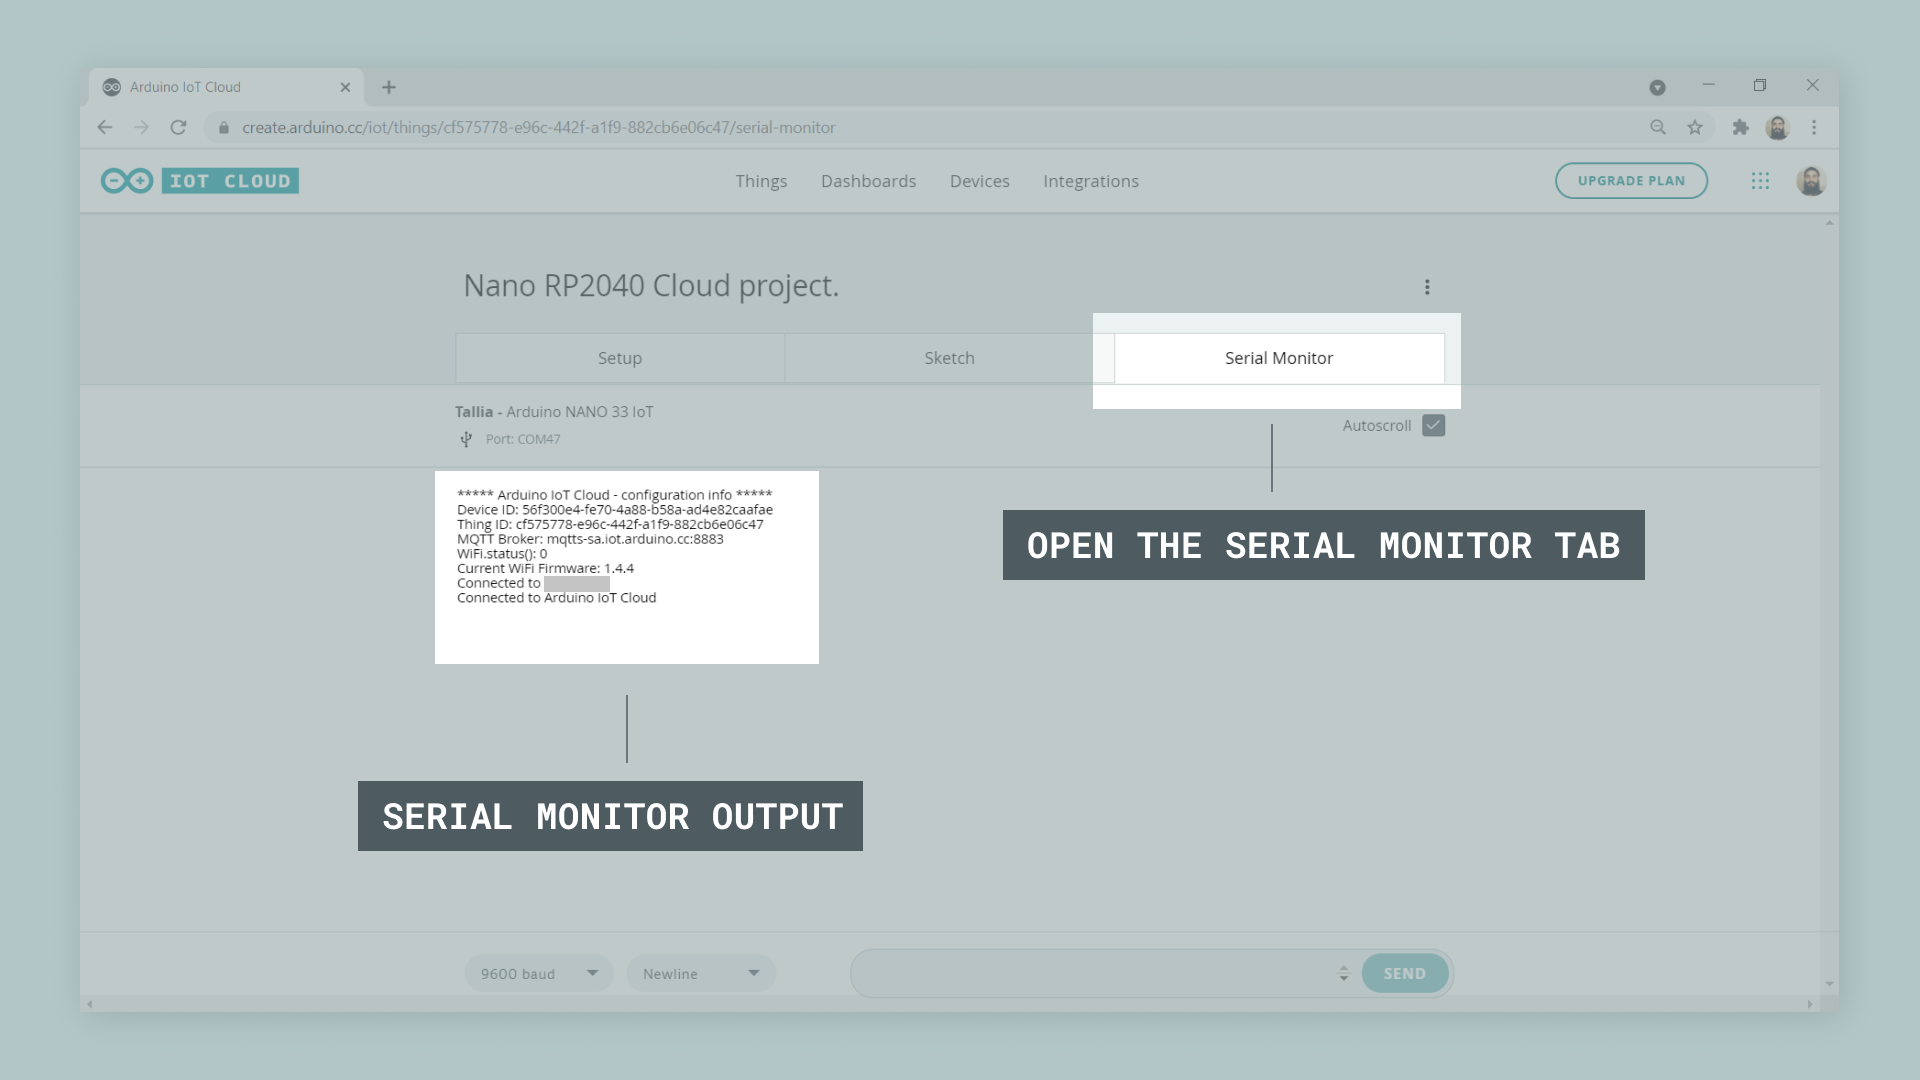 Arduino IoT Cloud
create.arduino.cc/iot/things/cf575778-e96c-442f-a1f9-882cb6e06c47/serial-monitor
IOT CLOUD
Things
Dashboards
Devices
Integrations
UPGRADE PLAN
Nano RP2040 Cloud project.
Setup
Sketch
Serial Monitor
Tallia - Arduino NANO 33 IoT
Port: COM47
Autoscroll
***** Arduino IoT Cloud - configuration info *****
Device ID: 56f300e4-fe70-4a88-b58a-ad4e82caafae
Thing ID: cf575778-e96c-442f-a1f9-882cb6e06c47
MQTT Broker: mqtts-sa.iot.arduino.cc:8883
WiFi.status(): 0
Current WiFi Firmware: 1.4.4
Connected to
Connected to Arduino IoT Cloud
OPEN THE SERIAL MONITOR TAB
SERIAL MONITOR OUTPUT
9600 baud
Newline
SEND